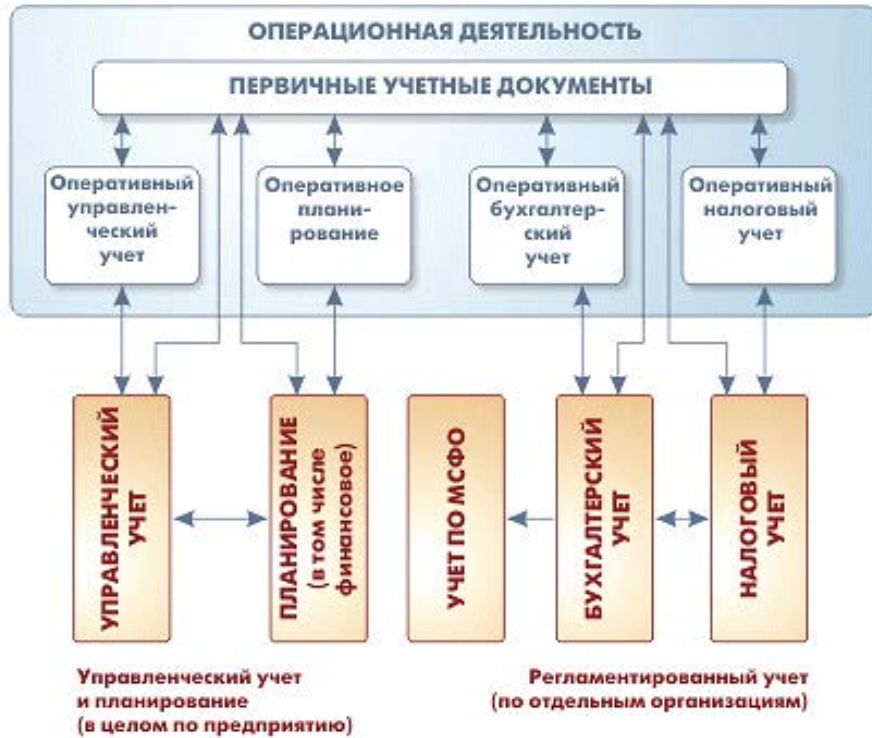 ОПЕРАЦИОННАЯ ДЕЯТЕЛЬНОСТЬ
ПЕРВИЧНЫЕ УЧЕТНЫЕ ДОКУМЕНТЫ
Оперативный
управлен-
ческий
учет
Оперативное
плани-
рование
Оперативный
бухгалтер-
ский
учет
Оперативный
налоговый
учет
УПРАВЛЕНЧЕСКИЙ
УЧЕТ
ПЛАНИРОВАНИЕ
(в том числе
финансовое)
УЧЕТ ПО МСФО
БУХГАЛТЕРСКИЙ
УЧЕТ
НАЛОГОВЫЙ
УЧЕТ
Управленческий учет
и планирование
(в целом по предприятию)
Регламентированный учет
(по отдельным организациям)